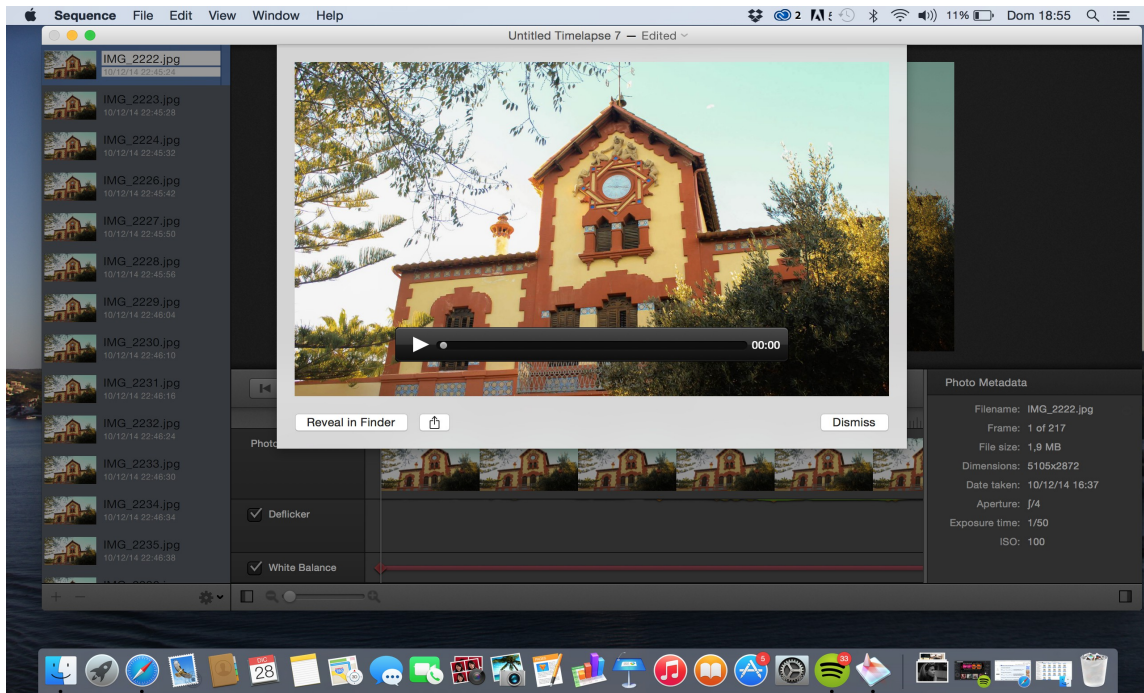 Sequence File Edit View Window Help
2
11% Dom 18:55
Untitled Timelapse 7 — Edited
IMG_2222.jpg
10/12/14 22:45:24
IMG_2223.jpg
10/12/14 22:45:28
IMG_2224.jpg
10/12/14 22:45:32
IMG_2226.jpg
10/12/14 22:45:42
IMG_2227.jpg
10/12/14 22:45:50
IMG_2228.jpg
10/12/14 22:45:56
IMG_2229.jpg
10/12/14 22:46:04
IMG_2230.jpg
10/12/14 22:46:10
IMG_2231.jpg
10/12/14 22:46:16
IMG_2232.jpg
10/12/14 22:46:24
IMG_2233.jpg
10/12/14 22:46:30
IMG_2234.jpg
10/12/14 22:46:34
IMG_2235.jpg
10/12/14 22:46:38
00:00
Reveal in Finder
Dismiss
Photo
Deflicker
White Balance
Photo Metadata
Filename: IMG_2222.jpg
Frame: 1 of 217
File size: 1,9 MB
Dimensions: 5105x2872
Date taken: 10/12/14 16:37
Aperture: ƒ/4
Exposure time: 1/50
ISO: 100
DIC
28
5
33